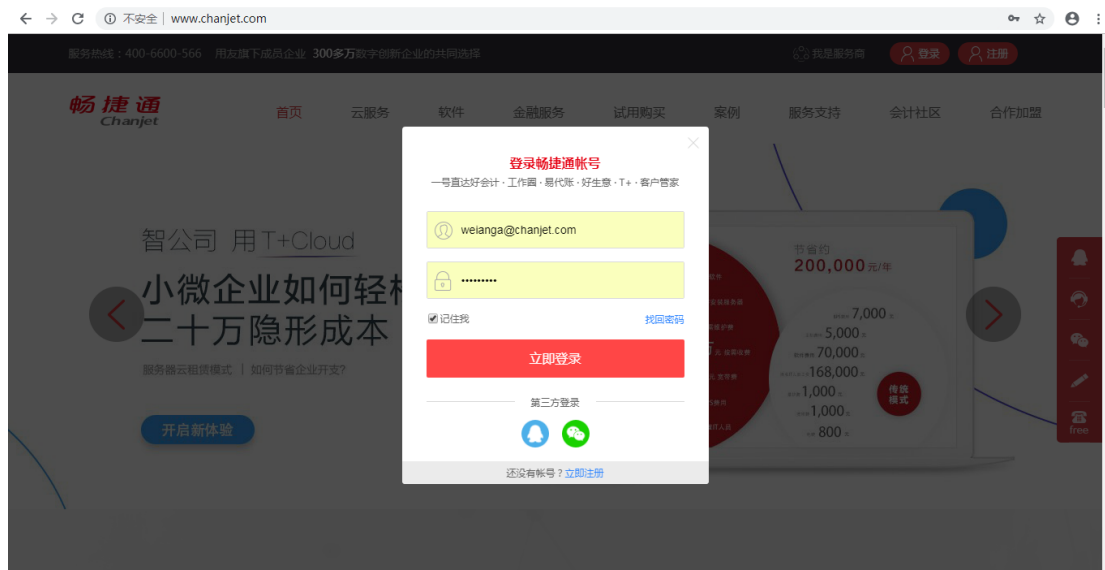 不安全 | www.chanjet.com
服务热线：400-6600-566 用友旗下成员企业 300多万数字创新企业的共同选择
我是服务商
登录
注册
畅捷通
Chanjet
首页 云服务 软件 金融服务 试用购买 案例 服务支持 会计社区 合作加盟
登录畅捷通帐号
一号直达好会计 · 工作圈 · 易代账 · 好生意 · T+ · 客户管家
weianga@chanjet.com
•••••••••
记住我
找回密码
立即登录
第三方登录
还没有帐号？立即注册
智公司 用T+Cloud
小微企业如何轻
二十万隐形成本
服务器云租赁模式 | 如何节省企业开支?
开启新体验
节省约
200,000 元/年
7,000
5,000
70,000
168,000
1,000
1,000
800
传统
模式
free